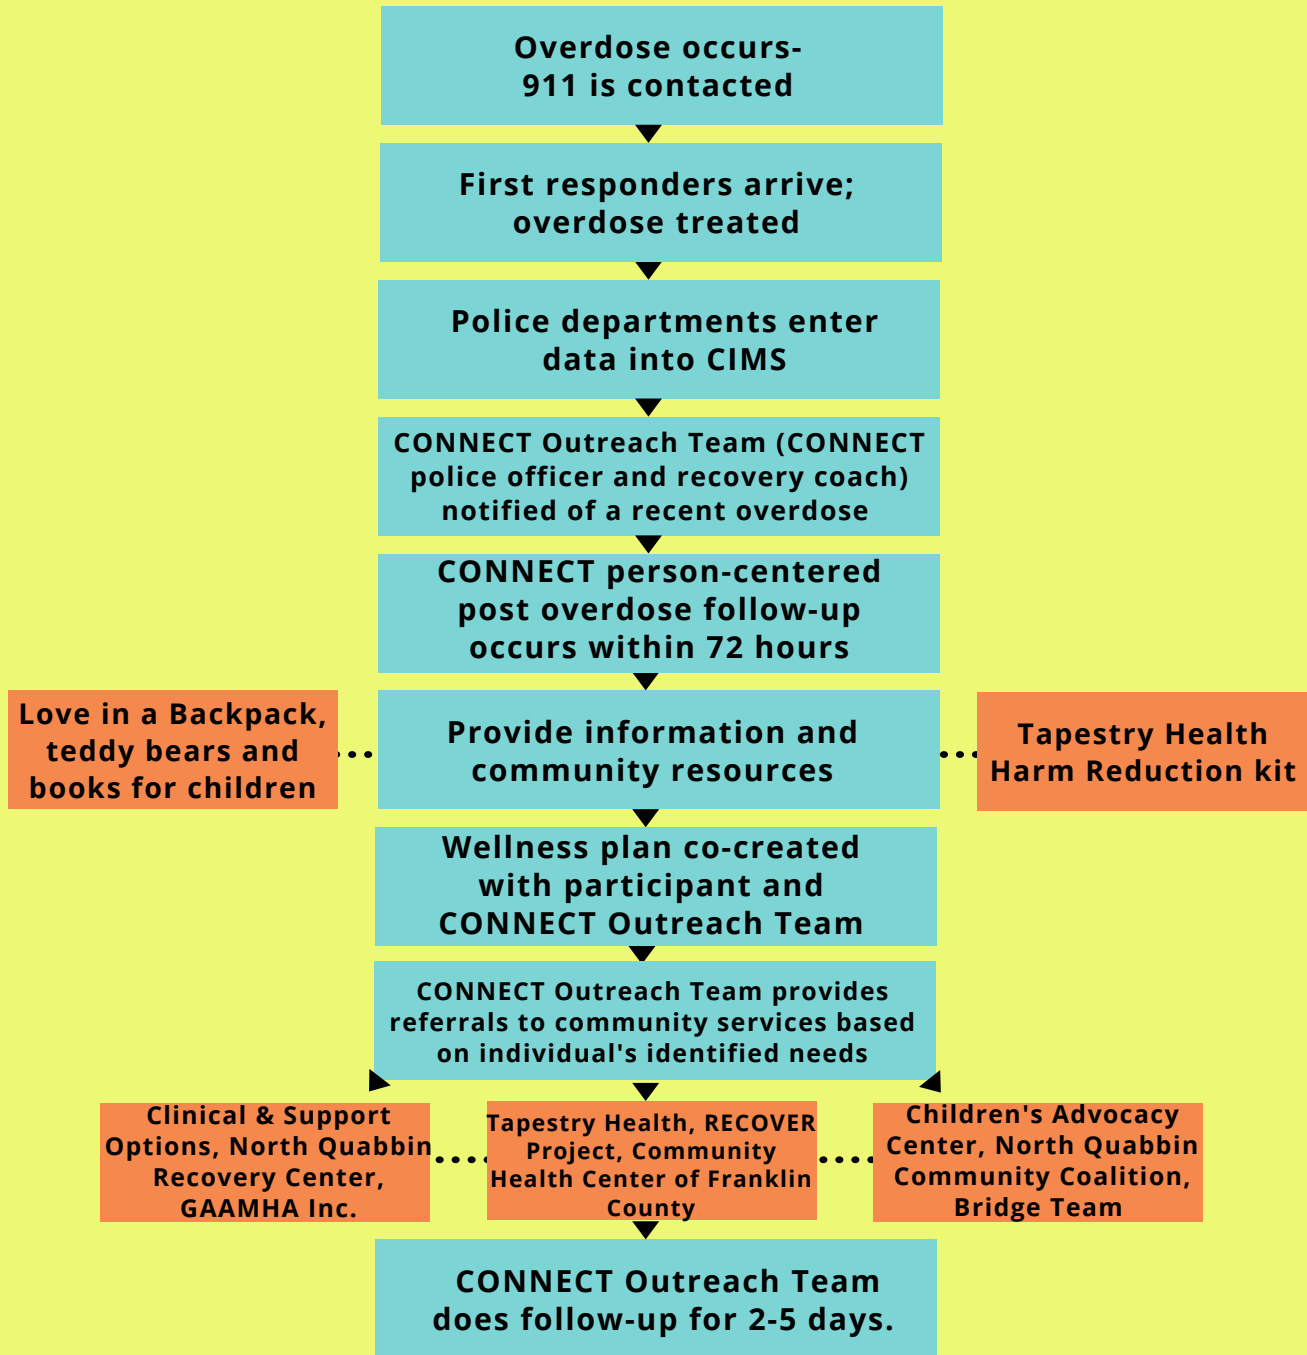 Overdose occurs-
911 is contacted
First responders arrive;
overdose treated
Police departments enter
data into CIMS
CONNECT Outreach Team (CONNECT
police officer and recovery coach)
notified of a recent overdose
CONNECT person-centered
post overdose follow-up
occurs within 72 hours
Love in a Backpack,
teddy bears and
books for children
Provide information and
community resources
Tapestry Health
Harm Reduction kit
Wellness plan co-created
with participant and
CONNECT Outreach Team
CONNECT Outreach Team provides
referrals to community services based
on individual's identified needs
Clinical & Support
Options, North Quabbin
Recovery Center,
GAAMHA Inc.
Tapestry Health, RECOVER
Project, Community
Health Center of Franklin
County
Children's Advocacy
Center, North Quabbin
Community Coalition,
Bridge Team
CONNECT Outreach Team
does follow-up for 2-5 days.